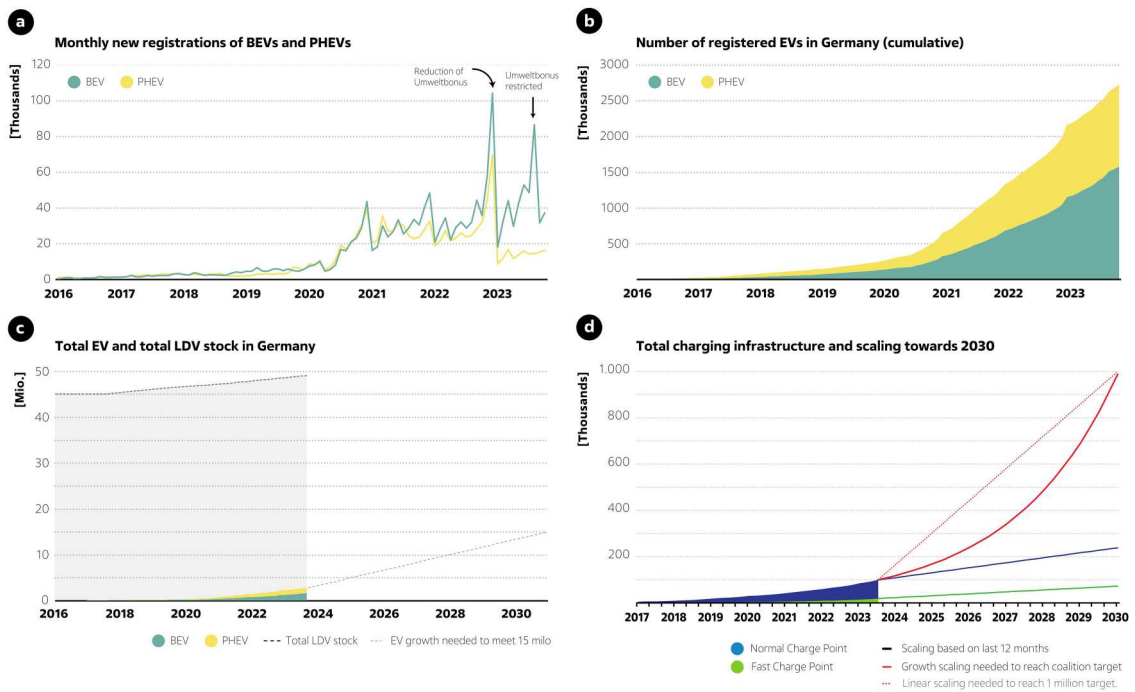 a
Monthly new registrations of BEVs and PHEVs
[Thousands]
120
100
80
60
40
20
0
BEV
PHEV
Reduction of
Umweltbonus
Umweltbonus
restricted
2016 2017 2018 2019 2020 2021 2022 2023
b
Number of registered EVs in Germany (cumulative)
[Thousands]
3000
2500
2000
1500
1000
500
BEV
PHEV
2016 2017 2018 2019 2020 2021 2022 2023
c
Total EV and total LDV stock in Germany
[Mio.]
50
40
30
20
10
0
2016 2018 2020 2022 2024 2026 2028 2030
BEV PHEV Total LDV stock EV growth needed to meet 15 milo
d
Total charging infrastructure and scaling towards 2030
[Thousands]
1.000
800
600
400
200
2017 2018 2019 2020 2021 2022 2023 2024 2025 2026 2027 2028 2029 2030
Normal Charge Point
Fast Charge Point
Scaling based on last 12 months
Growth scaling needed to reach coalition target
Linear scaling needed to reach 1 million target.